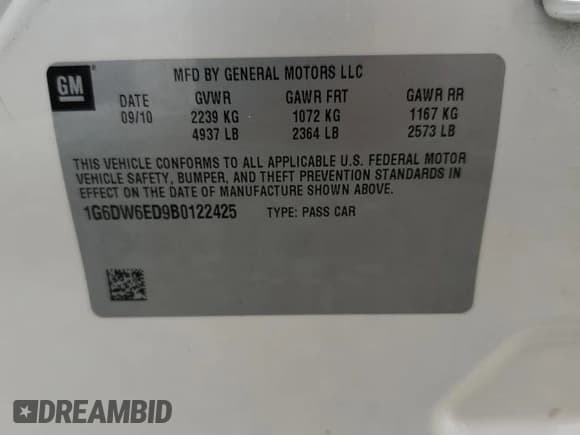 GM
MFD BY GENERAL MOTORS LLC
DATE GVWR GAWR FRT GAWR RR
09/10 2239 KG 1072 KG 1167 KG
4937 LB 2364 LB 2573 LB
THIS VEHICLE CONFORMS TO ALL APPLICABLE U.S. FEDERAL MOTOR
VEHICLE SAFETY, BUMPER, AND THEFT PREVENTION STANDARDS IN
EFFECT ON THE DATE OF MANUFACTURE SHOWN ABOVE.
1G6DW6ED9B0122425 TYPE: PASS CAR
DREAMBID